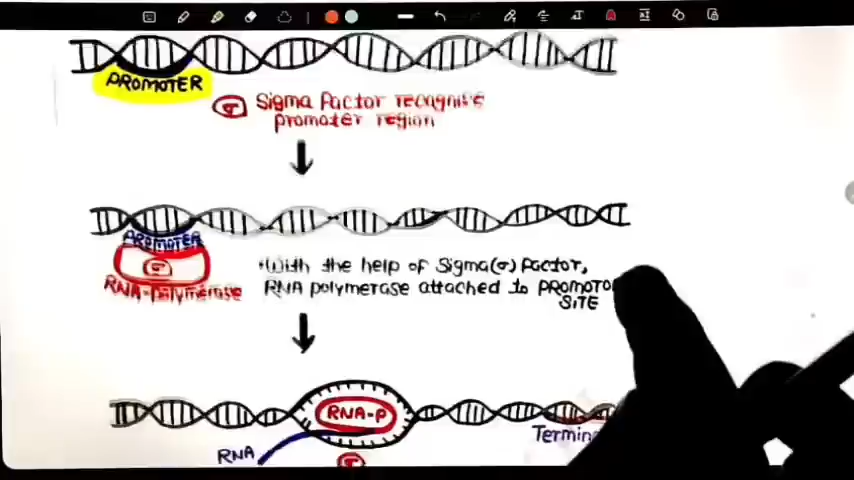 PROMOTER
σ Sigma Factor recognise
promoter region
PROMOTER
σ
RNA-polymerase
•With the help of Sigma(σ) Factor,
RNA polymerase attached to PROMOTO
SITE
RNA-P
Termin
RNA
σ